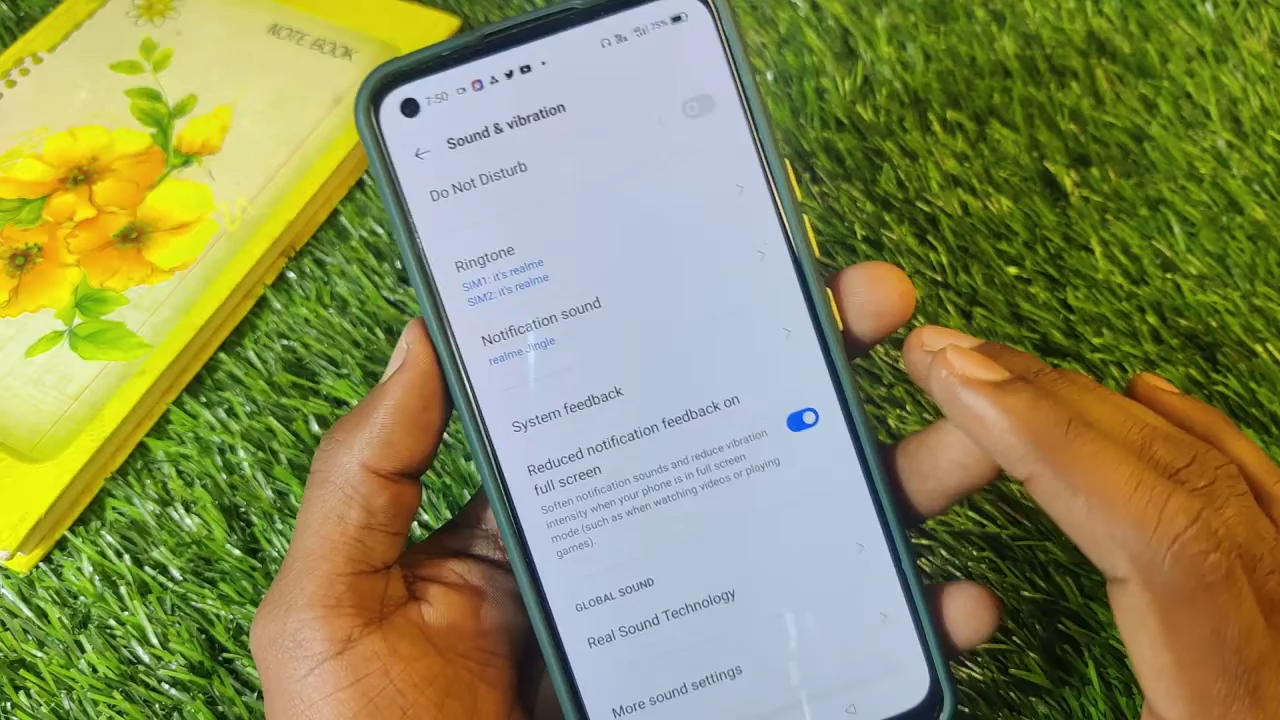 NOTE BOOK
7:50
75%
Sound & vibration
Do Not Disturb
Ringtone
SIM1: it's realme
SIM2: it's realme
Notification sound
realme Jingle
System feedback
Reduced notification feedback on
full screen
Soften notification sounds and reduce vibration
intensity when your phone is in full screen
mode (such as when watching videos or playing
games).
GLOBAL SOUND
Real Sound Technology
More sound settings